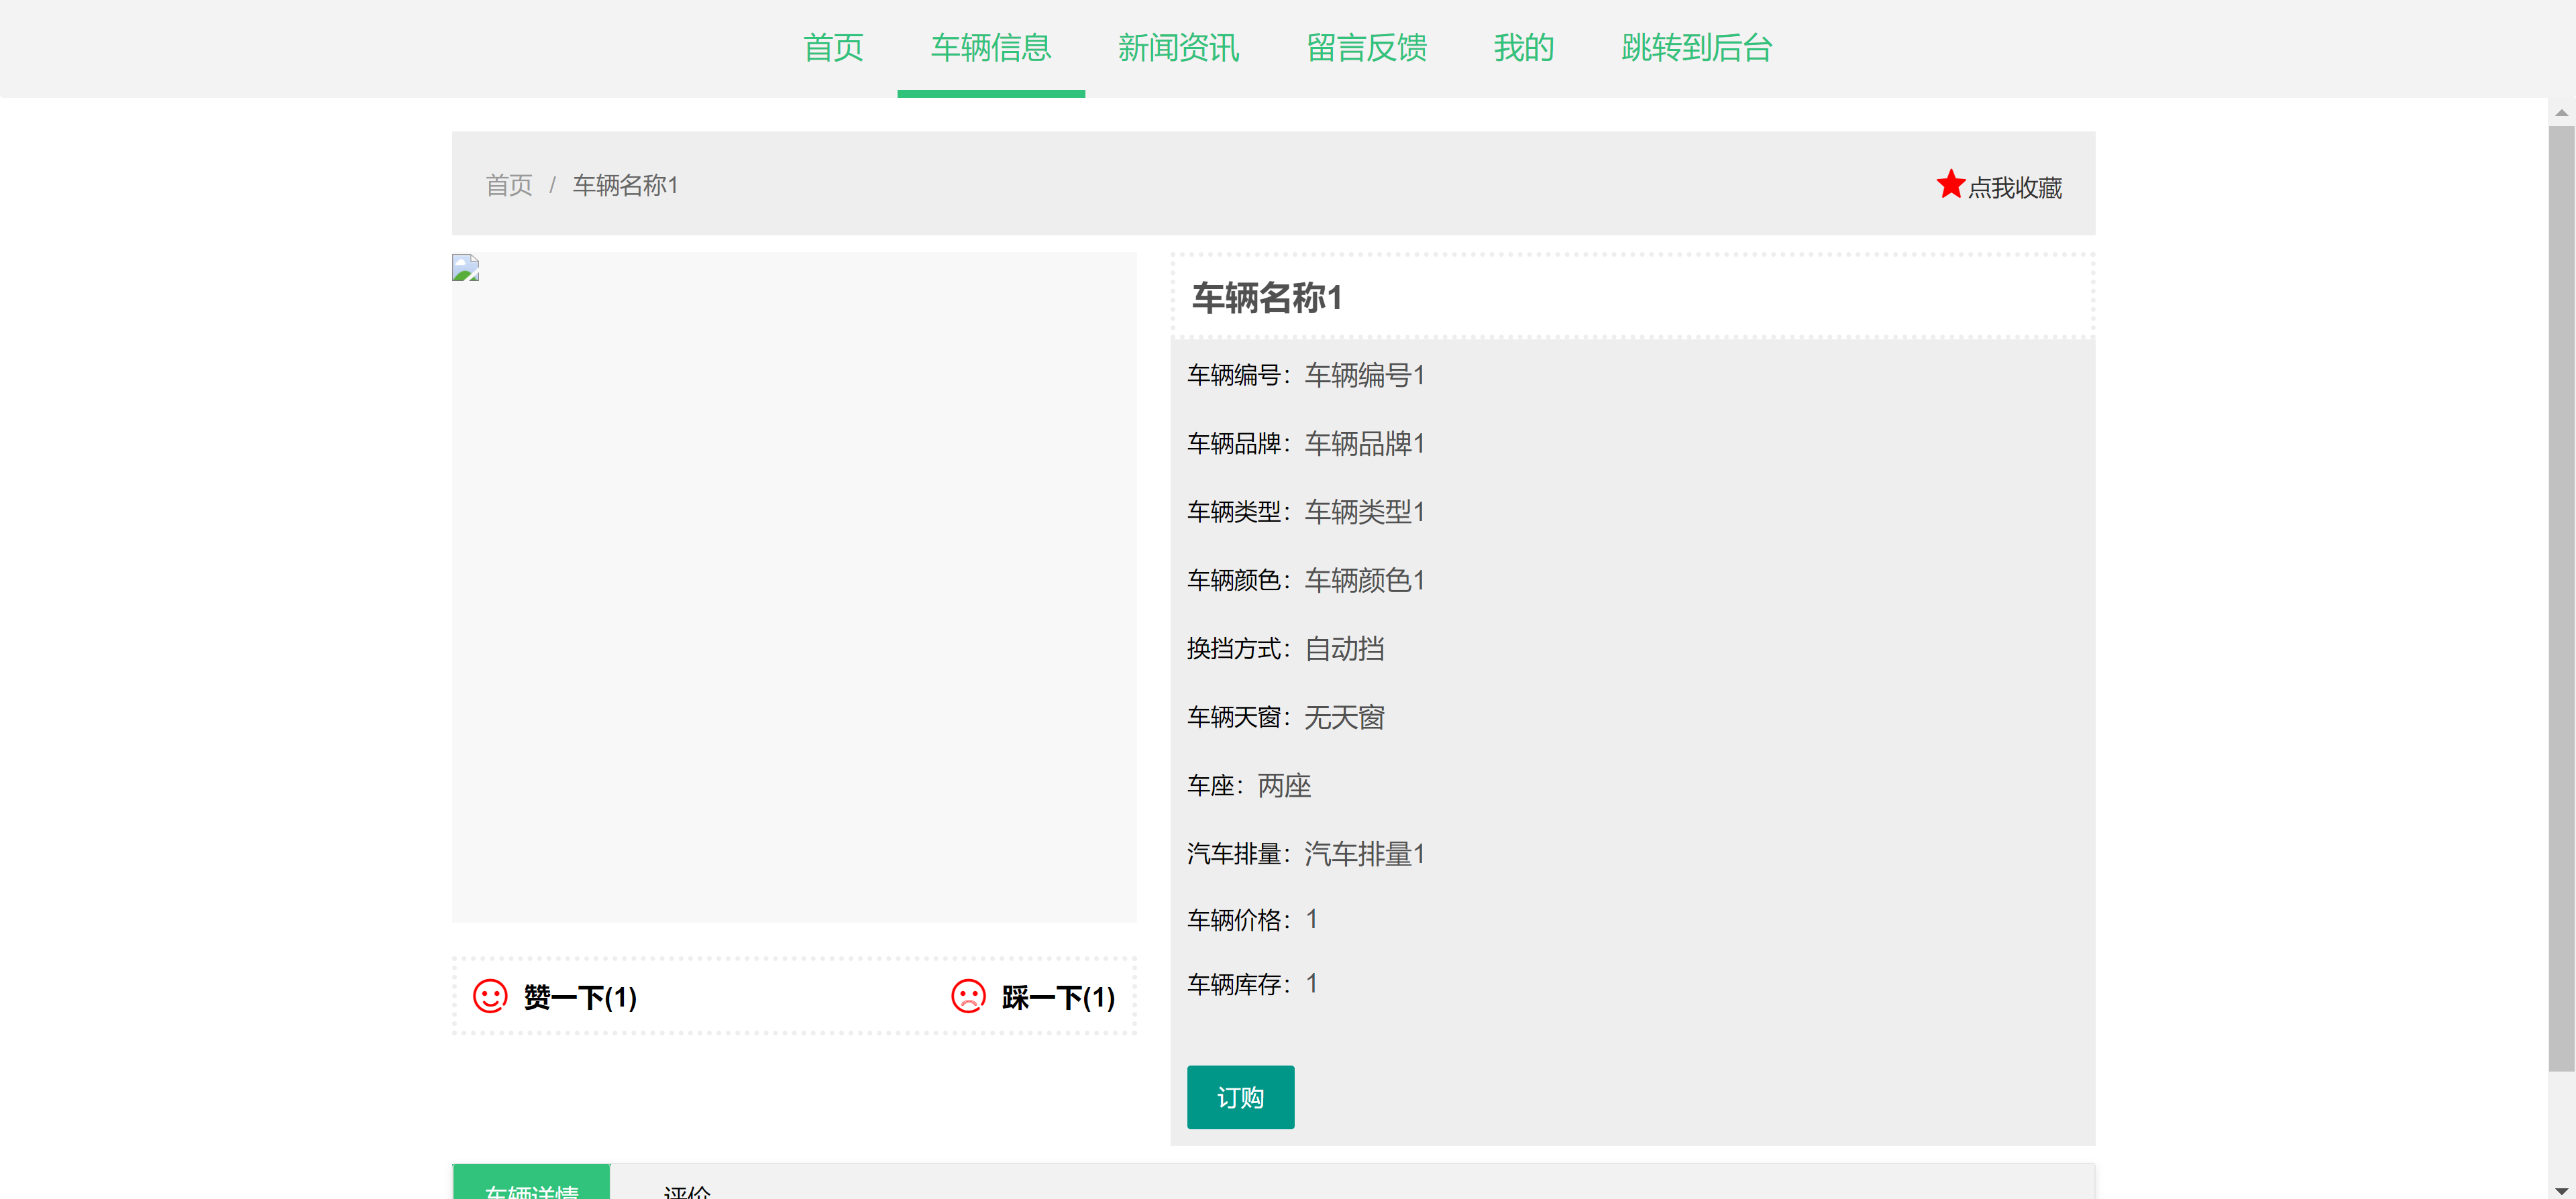 首页 车辆信息 新闻资讯 留言反馈 我的 跳转到后台
首页 / 车辆名称1
点我收藏
车辆名称1
车辆编号：车辆编号1
车辆品牌：车辆品牌1
车辆类型：车辆类型1
车辆颜色：车辆颜色1
换挡方式：自动挡
车辆天窗：无天窗
车座：两座
汽车排量：汽车排量1
车辆价格：1
车辆库存：1
赞一下(1) 踩一下(1)
订购
车辆详情 评价